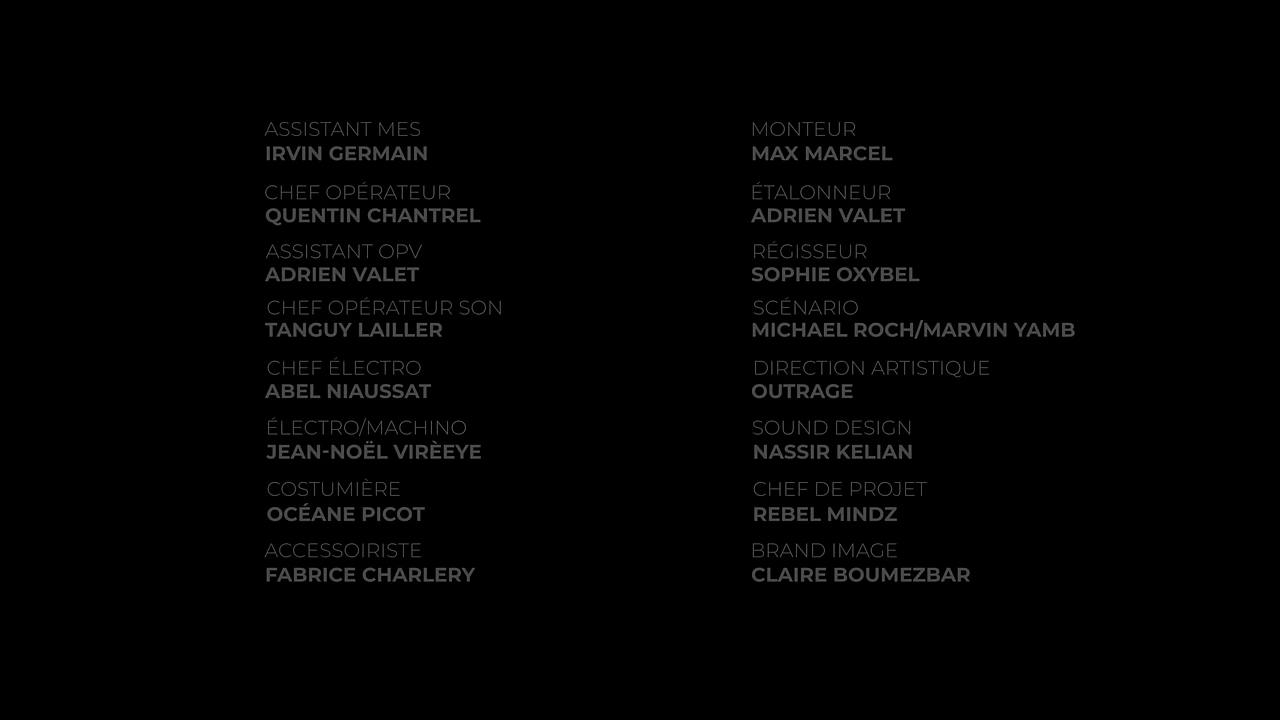 ASSISTANT MES
IRVIN GERMAIN
CHEF OPÉRATEUR
QUENTIN CHANTREL
ASSISTANT OPV
ADRIEN VALET
CHEF OPÉRATEUR SON
TANGUY LAILLER
CHEF ÉLECTRO
ABEL NIAUSSAT
ÉLECTRO/MACHINO
JEAN-NOËL VIRÈEYE
COSTUMIÈRE
OCÉANE PICOT
ACCESSOIRISTE
FABRICE CHARLERY
MONTEUR
MAX MARCEL
ÉTALONNEUR
ADRIEN VALET
RÉGISSEUR
SOPHIE OXYBEL
SCÉNARIO
MICHAEL ROCH/MARVIN YAMB
DIRECTION ARTISTIQUE
OUTRAGE
SOUND DESIGN
NASSIR KELIAN
CHEF DE PROJET
REBEL MINDZ
BRAND IMAGE
CLAIRE BOUMEZBAR